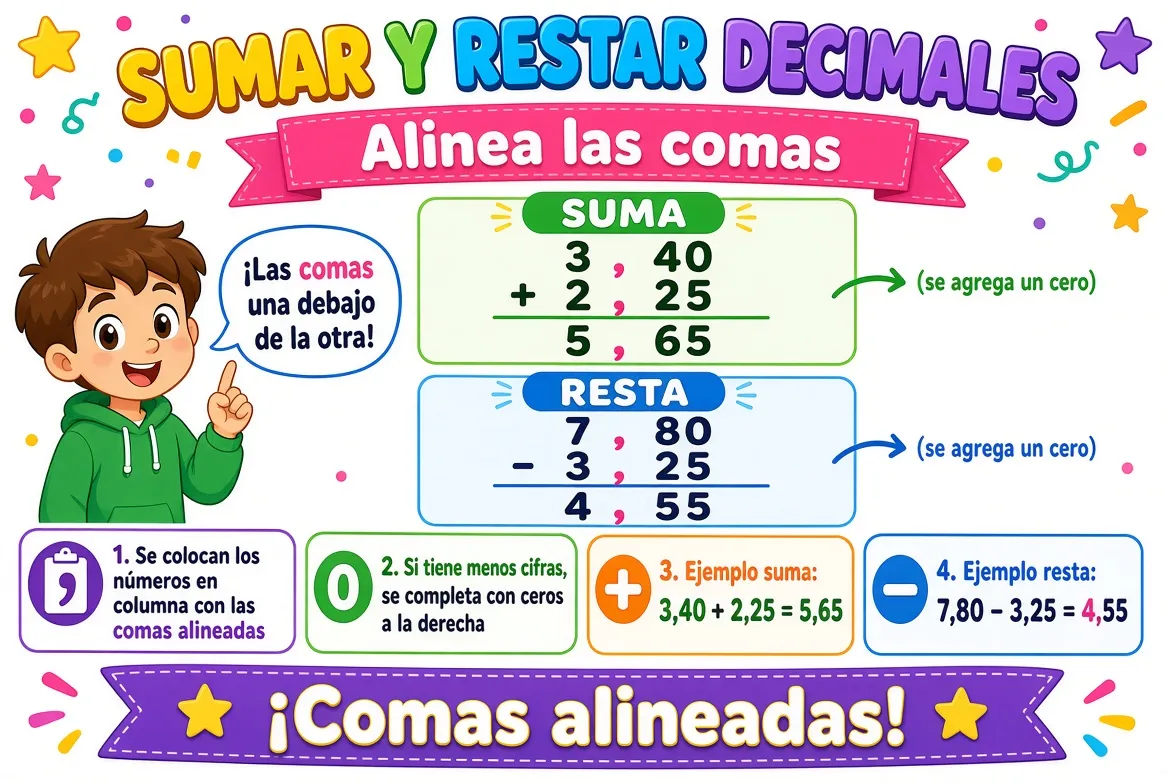 SUMAR Y RESTAR DECIMALES
Alinea las comas
¡Las comas
una debajo
de la otra!
SUMA
3 , 40
+ 2 , 25
5 , 65
(se agrega un cero)
RESTA
7 , 80
− 3 , 25
4 , 55
(se agrega un cero)
1. Se colocan los
números en
columna con las
comas alineadas
0
2. Si tiene menos cifras,
se completa con ceros
a la derecha
+
3. Ejemplo suma:
3,40 + 2,25 = 5,65
−
4. Ejemplo resta:
7,80 − 3,25 = 4,55
¡Comas alineadas!